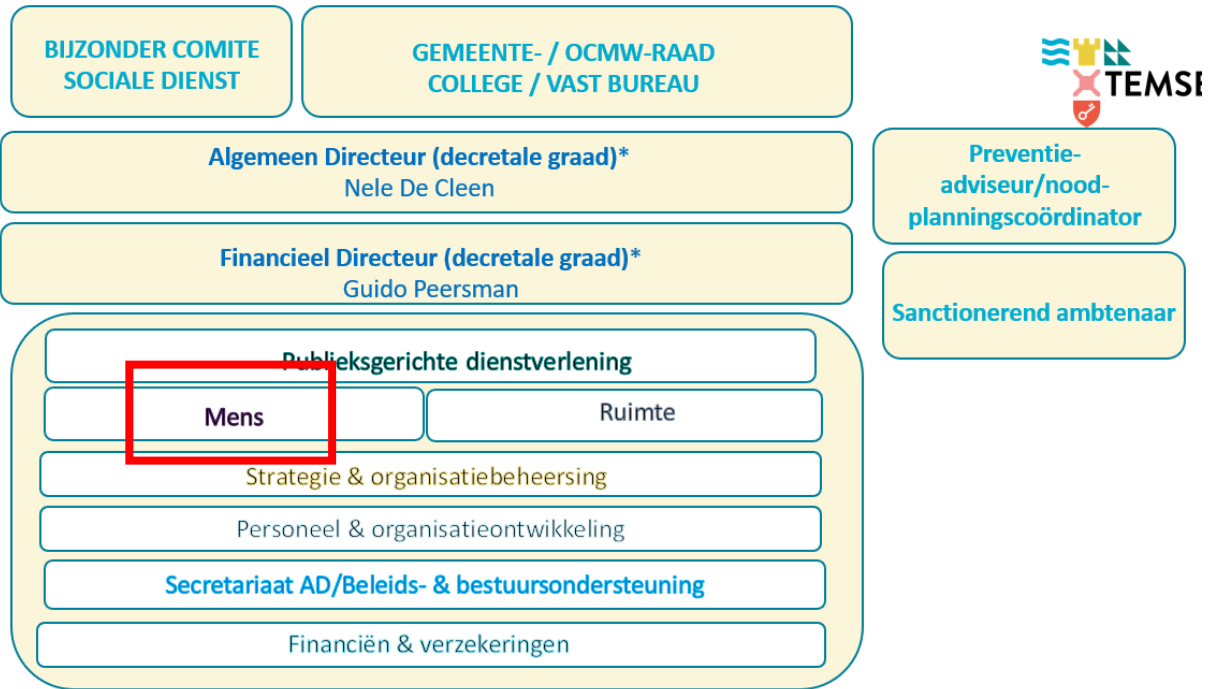 BIJZONDER COMITE
SOCIALE DIENST
GEMEENTE- / OCMW-RAAD
COLLEGE / VAST BUREAU
TEMSE
Algemeen Directeur (decretale graad)*
Nele De Cleen
Preventie-
adviseur/nood-
planningscoördinator
Financieel Directeur (decretale graad)*
Guido Peersman
Sanctionerend ambtenaar
Publieksgerichte dienstverlening
Mens
Ruimte
Strategie & organisatiebeheersing
Personeel & organisatieontwikkeling
Secretariaat AD/Beleids- & bestuursondersteuning
Financiën & verzekeringen